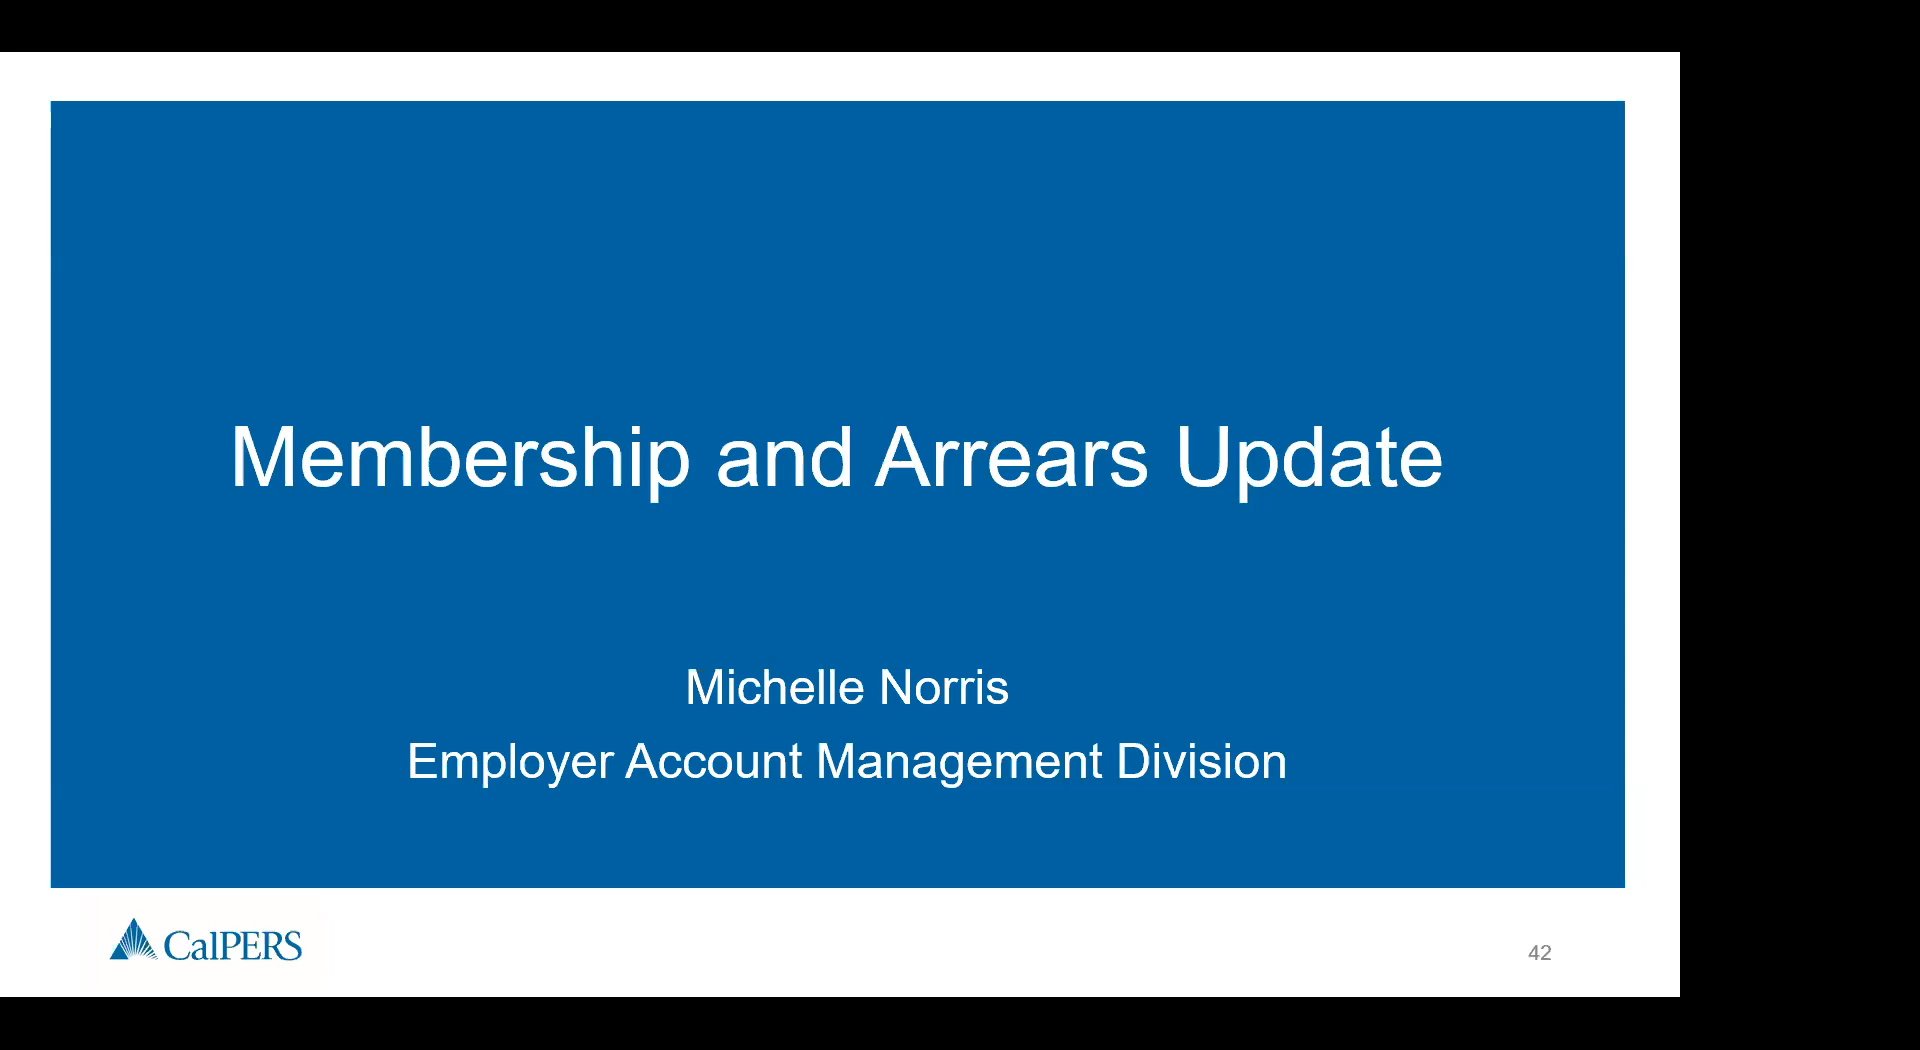 Membership and Arrears Update
Michelle Norris
Employer Account Management Division
CalPERS
42